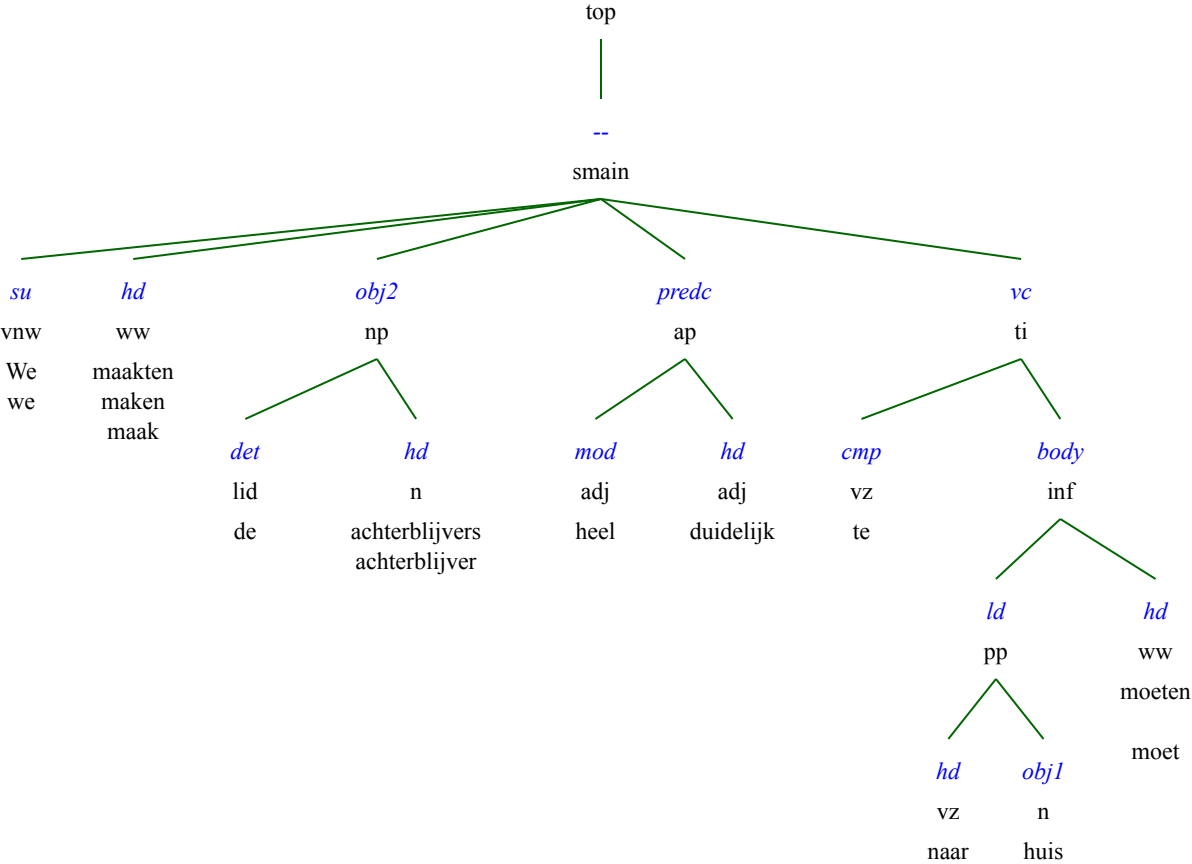 top
--
smain
su hd obj2 predc vc
vnw ww np ap ti
We maakten
we maken
maak
det hd mod hd cmp body
lid n adj adj vz inf
de achterblijvers heel duidelijk te
achterblijver
ld hd
pp ww
moeten
moet
hd obj1
vz n
naar huis